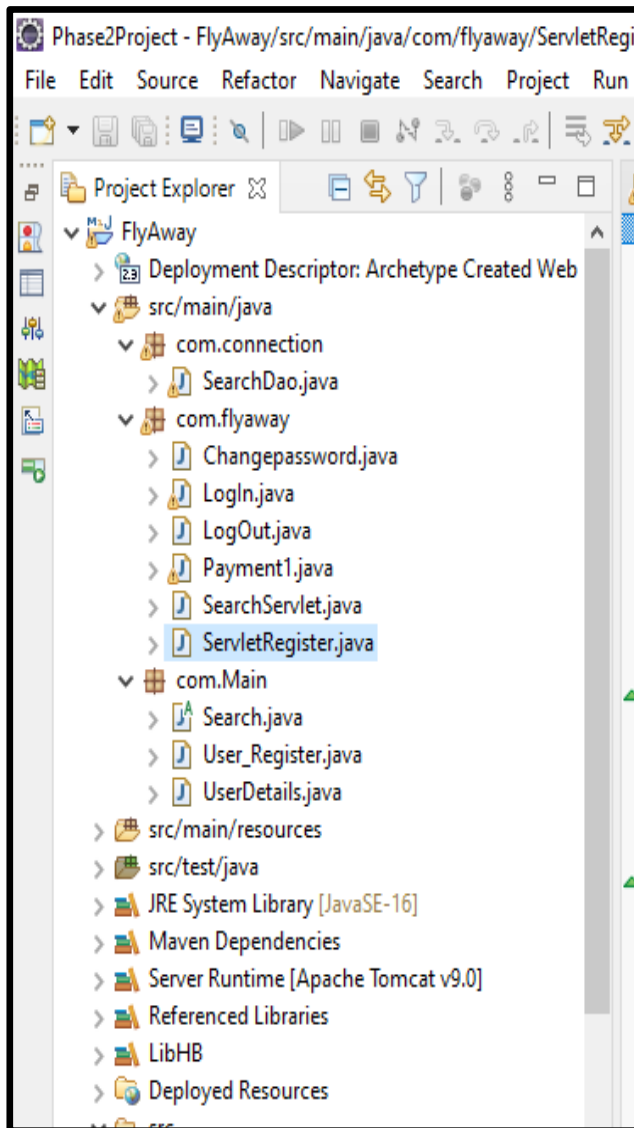 Phase2Project - FlyAway/src/main/java/com/flyaway/ServletRegi
File Edit Source Refactor Navigate Search Project Run
Project Explorer
FlyAway
Deployment Descriptor: Archetype Created Web
src/main/java
com.connection
SearchDao.java
com.flyaway
Changepassword.java
LogIn.java
LogOut.java
Payment1.java
SearchServlet.java
ServletRegister.java
com.Main
Search.java
User_Register.java
UserDetails.java
src/main/resources
src/test/java
JRE System Library [JavaSE-16]
Maven Dependencies
Server Runtime [Apache Tomcat v9.0]
Referenced Libraries
LibHB
Deployed Resources